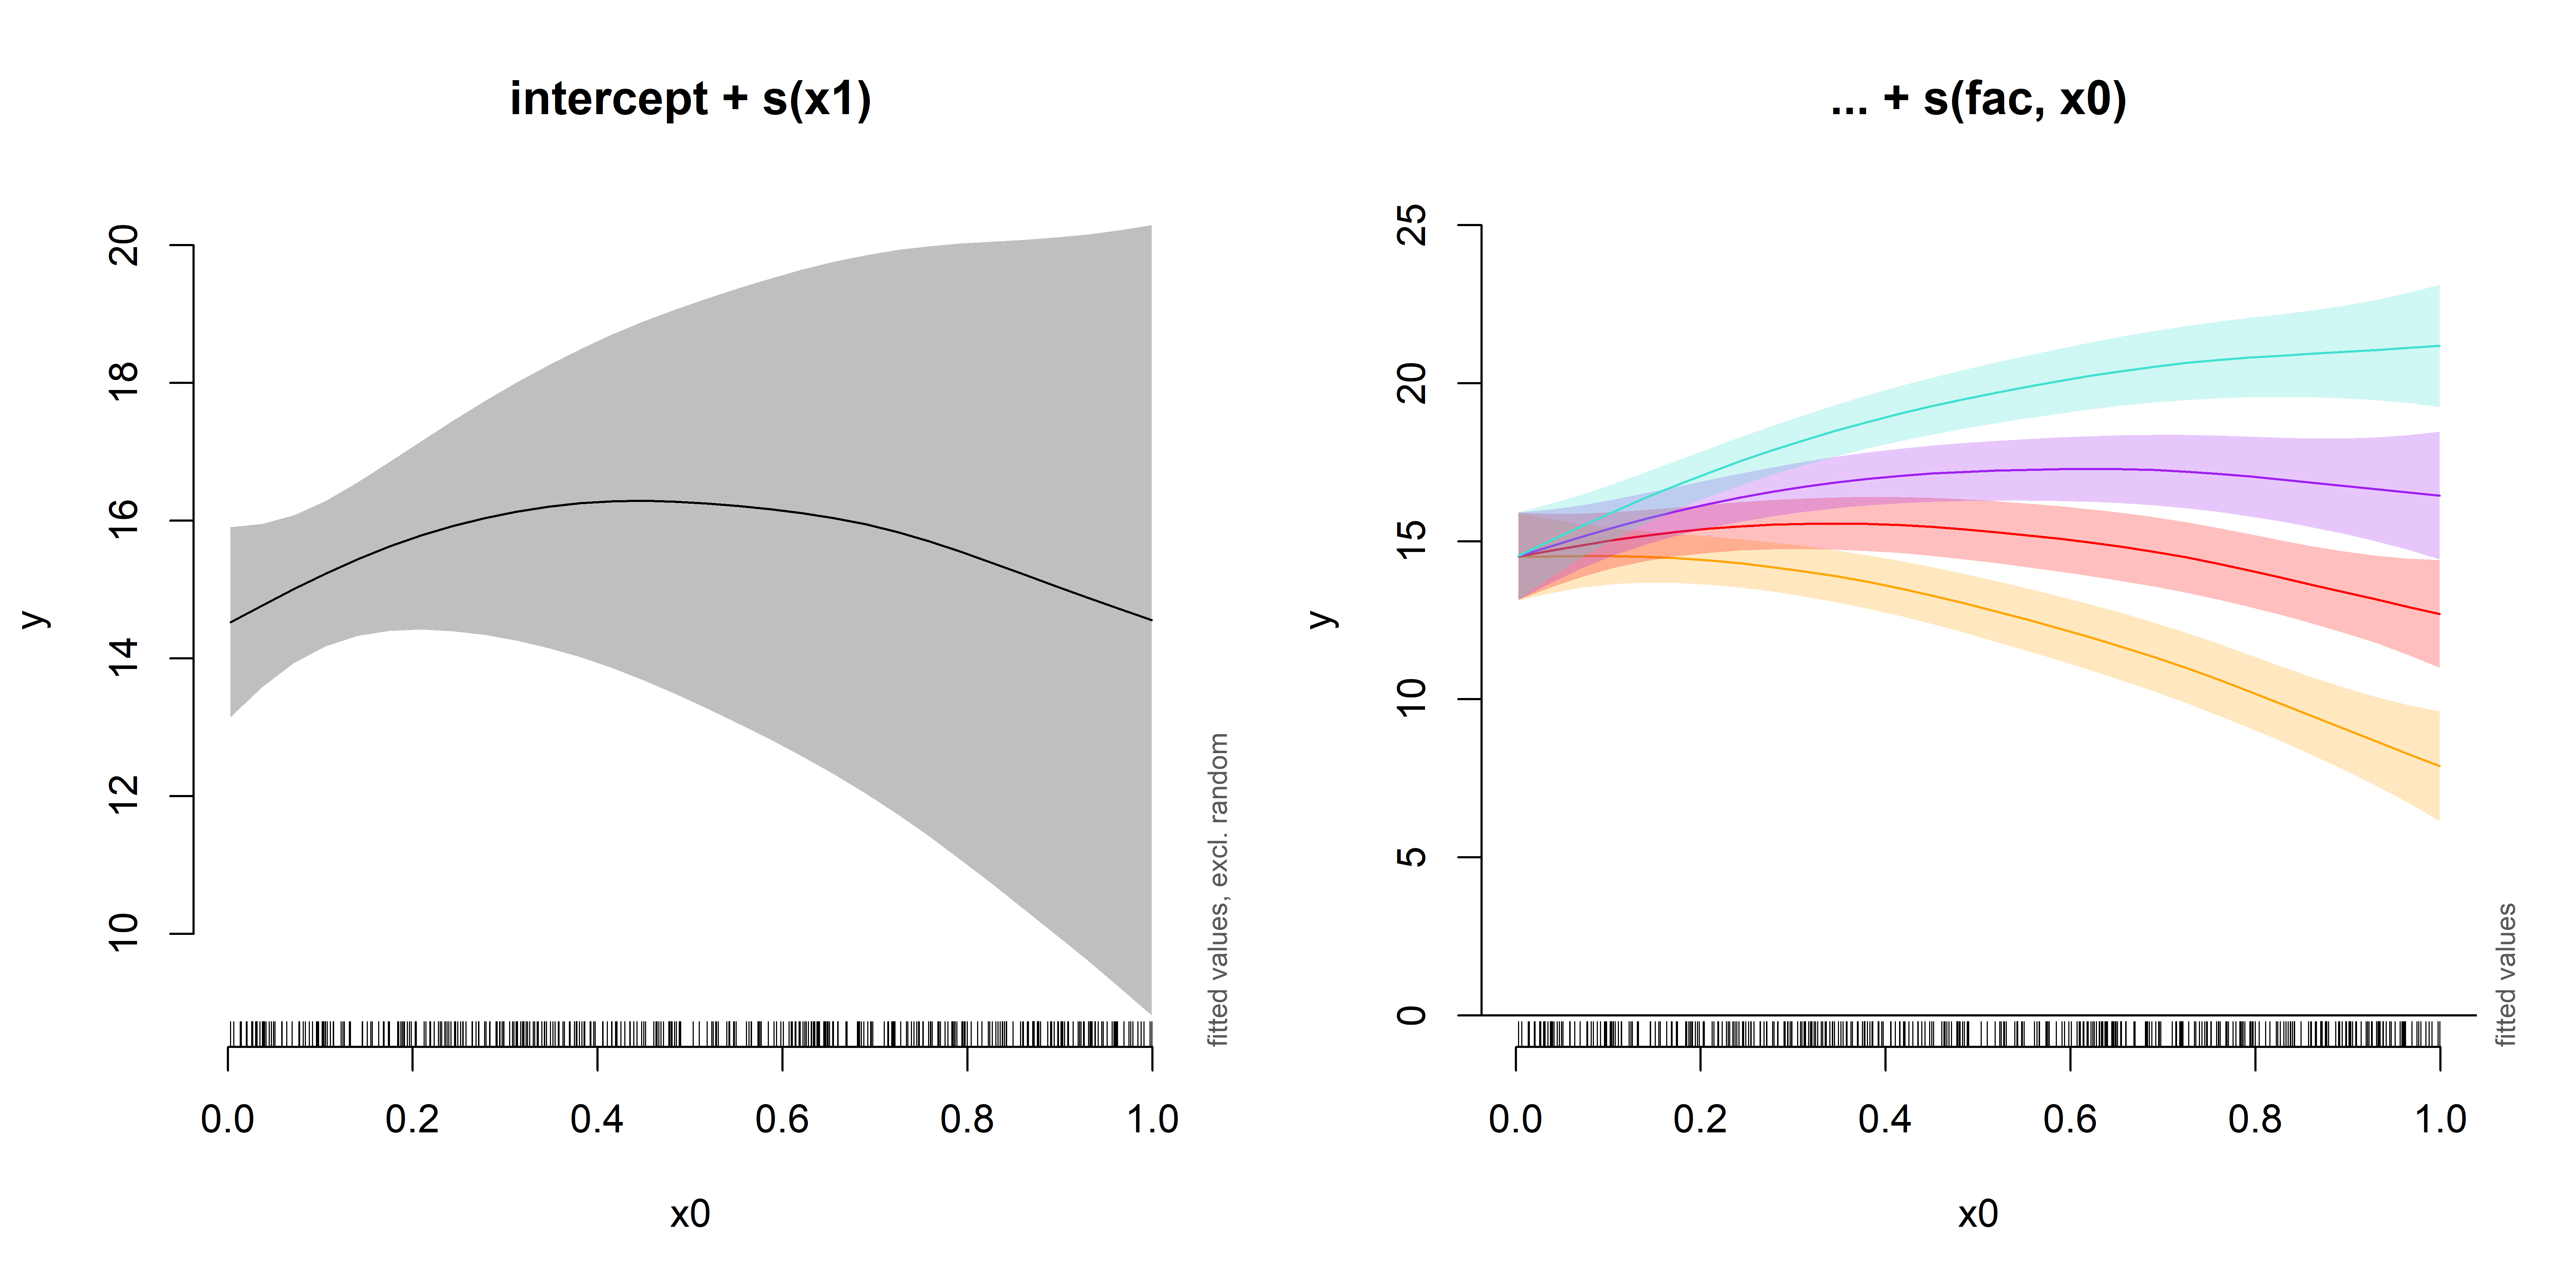 intercept + s(x1)
y
20
18
16
14
12
10
0.0 0.2 0.4 0.6 0.8 1.0
x0
fitted values, excl. random
... + s(fac, x0)
y
25
20
15
10
5
0
0.0 0.2 0.4 0.6 0.8 1.0
x0
fitted values